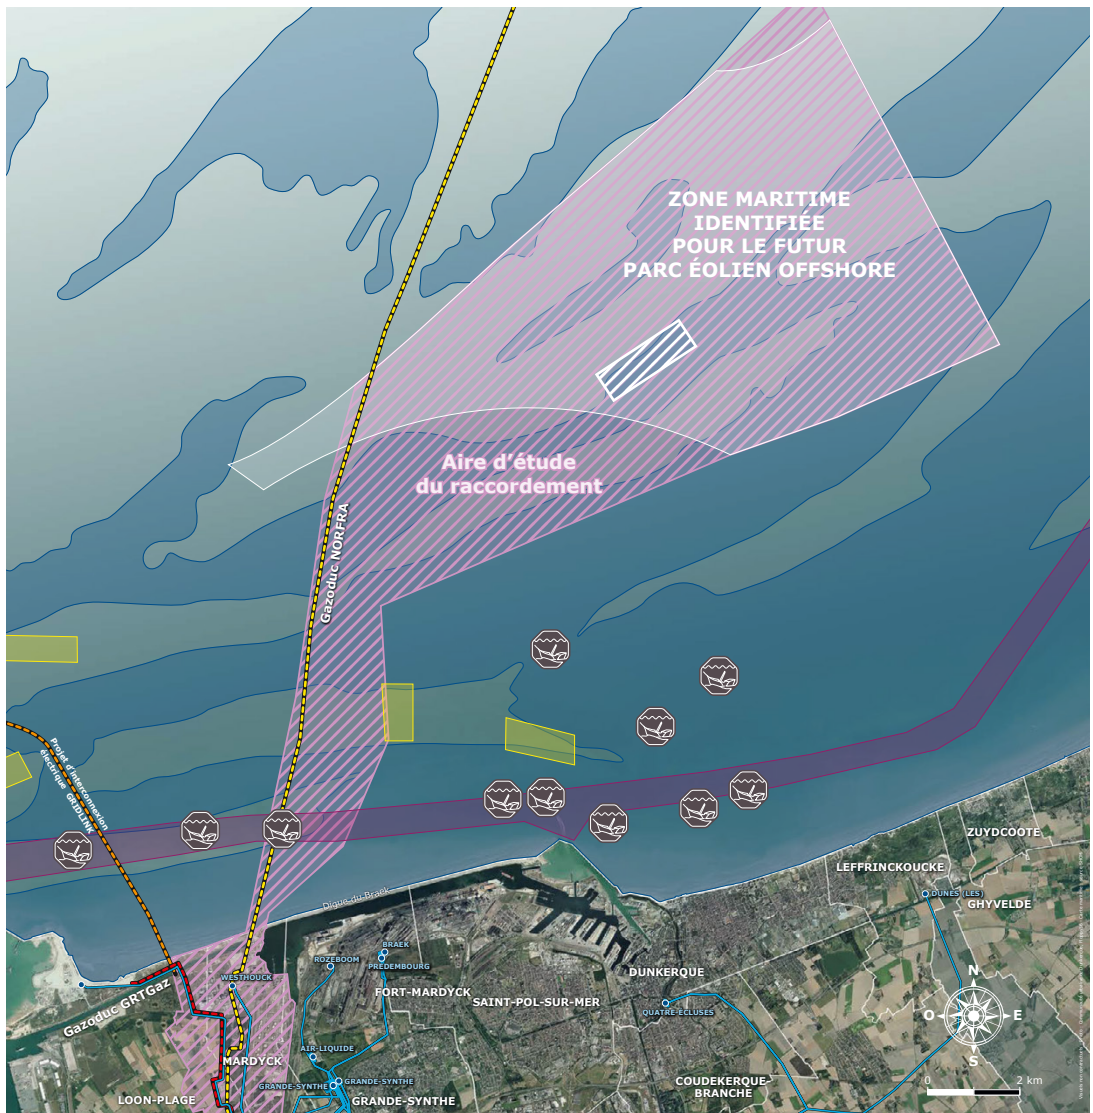 ZONE MARITIME
IDENTIFIÉE
POUR LE FUTUR
PARC ÉOLIEN OFFSHORE
Aire d'étude
du raccordement
Gazoduc NORFRA
Projet d'interconnexion
électrique GRIDLINK
ZUYDCOOTE
LEFFRINCKOUCKE
DUNES (LES)
GHYVELDE
Digue du Braek
BRAEK
ROZEBOOM
PREDEMBOURG
WESTHOUCK
DUNKERQUE
FORT-MARDYCK
SAINT-POL-SUR-MER
QUATRE-ECLUSES
Gazoduc GRTGaz
N
O
E
S
AIR-LIQUIDE
MARDYCK
GRANDE-SYNTHE
GRANDE-SYNTHE
COUDEKERQUE-
BRANCHE
LOON-PLAGE
GRANDE-SYNTHE
0
2 km